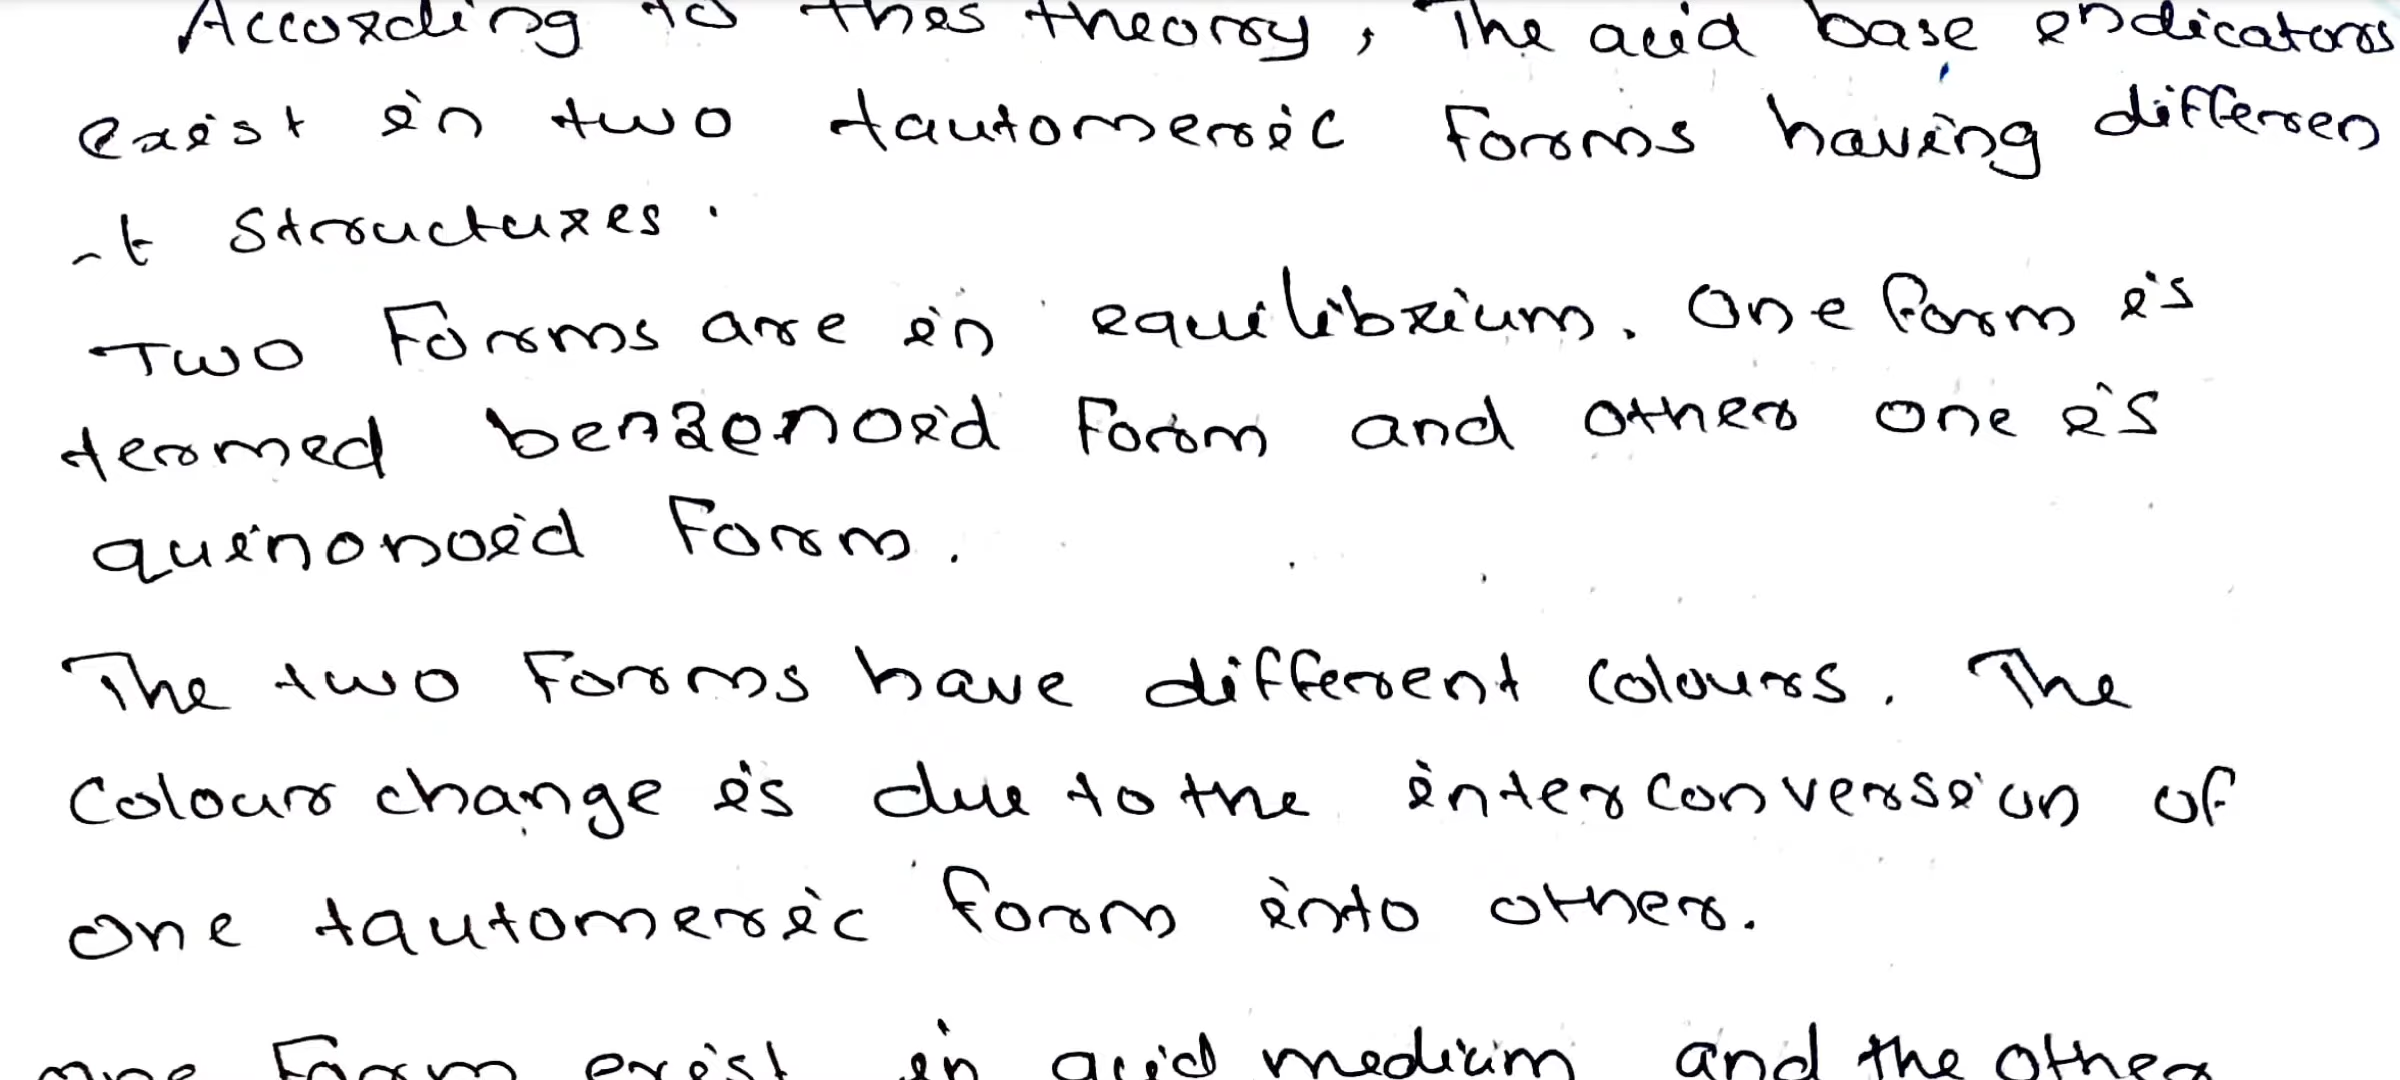 According to this theory, The acid base indicators
exist in two tautomeric forms having differen
-t structures.
Two Forms are in equilibrium. One form is
termed benzenoid Form and other one is
quinonoid Form.
The two Forms have different colours. The
colour change is due to the interconversion of
one tautomeric form into other.
one Form exist in acid medium and the other